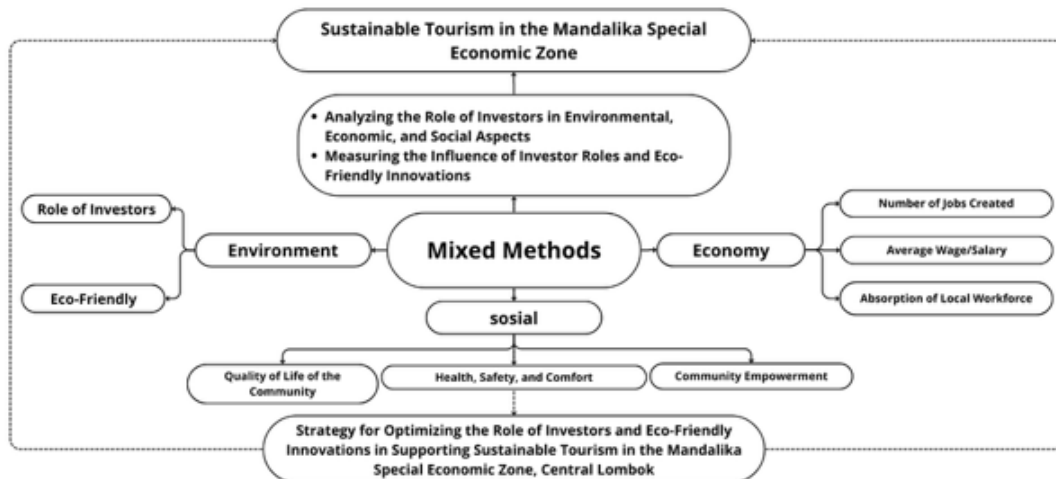 Sustainable Tourism in the Mandalika Special
Economic Zone
• Analyzing the Role of Investors in Environmental,
Economic, and Social Aspects
• Measuring the Influence of Investor Roles and Eco-
Friendly Innovations
Role of Investors
Eco-Friendly
Environment
Mixed Methods
Economy
Number of Jobs Created
Average Wage/Salary
Absorption of Local Workforce
sosial
Quality of Life of the
Community
Health, Safety, and Comfort
Community Empowerment
Strategy for Optimizing the Role of Investors and Eco-Friendly
Innovations in Supporting Sustainable Tourism in the Mandalika
Special Economic Zone, Central Lombok